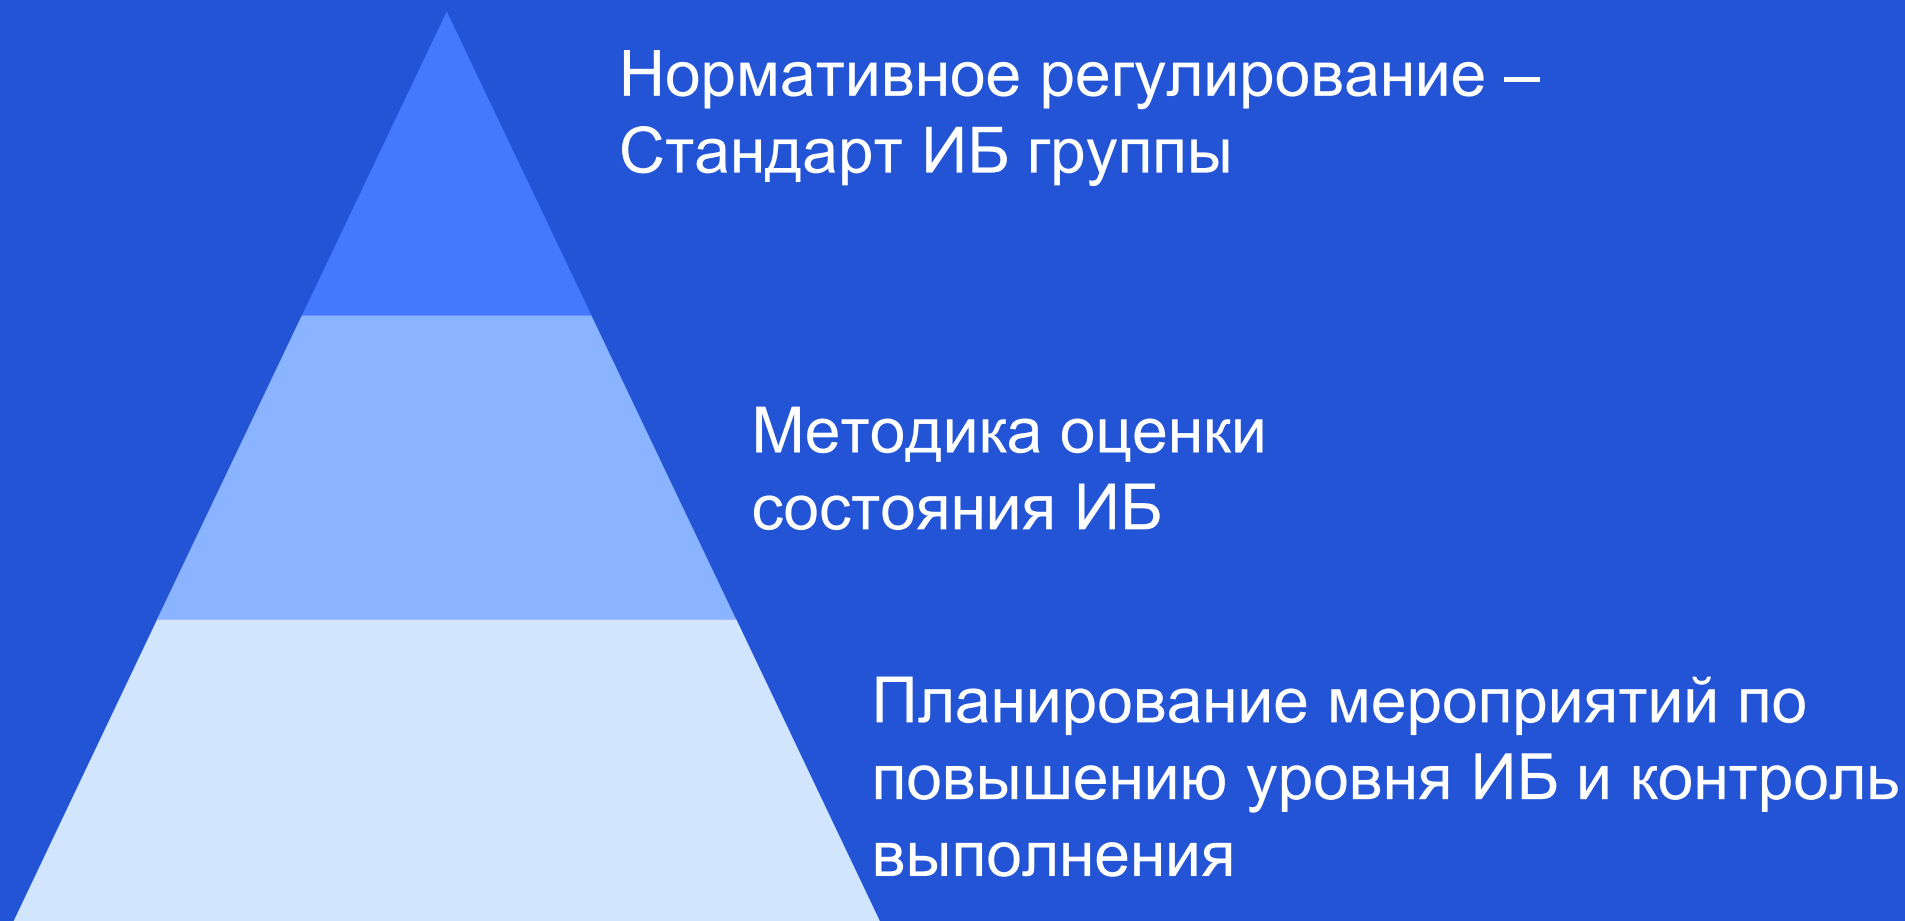 Нормативное регулирование –
Стандарт ИБ группы
Методика оценки
состояния ИБ
Планирование мероприятий по
повышению уровня ИБ и контроль
выполнения